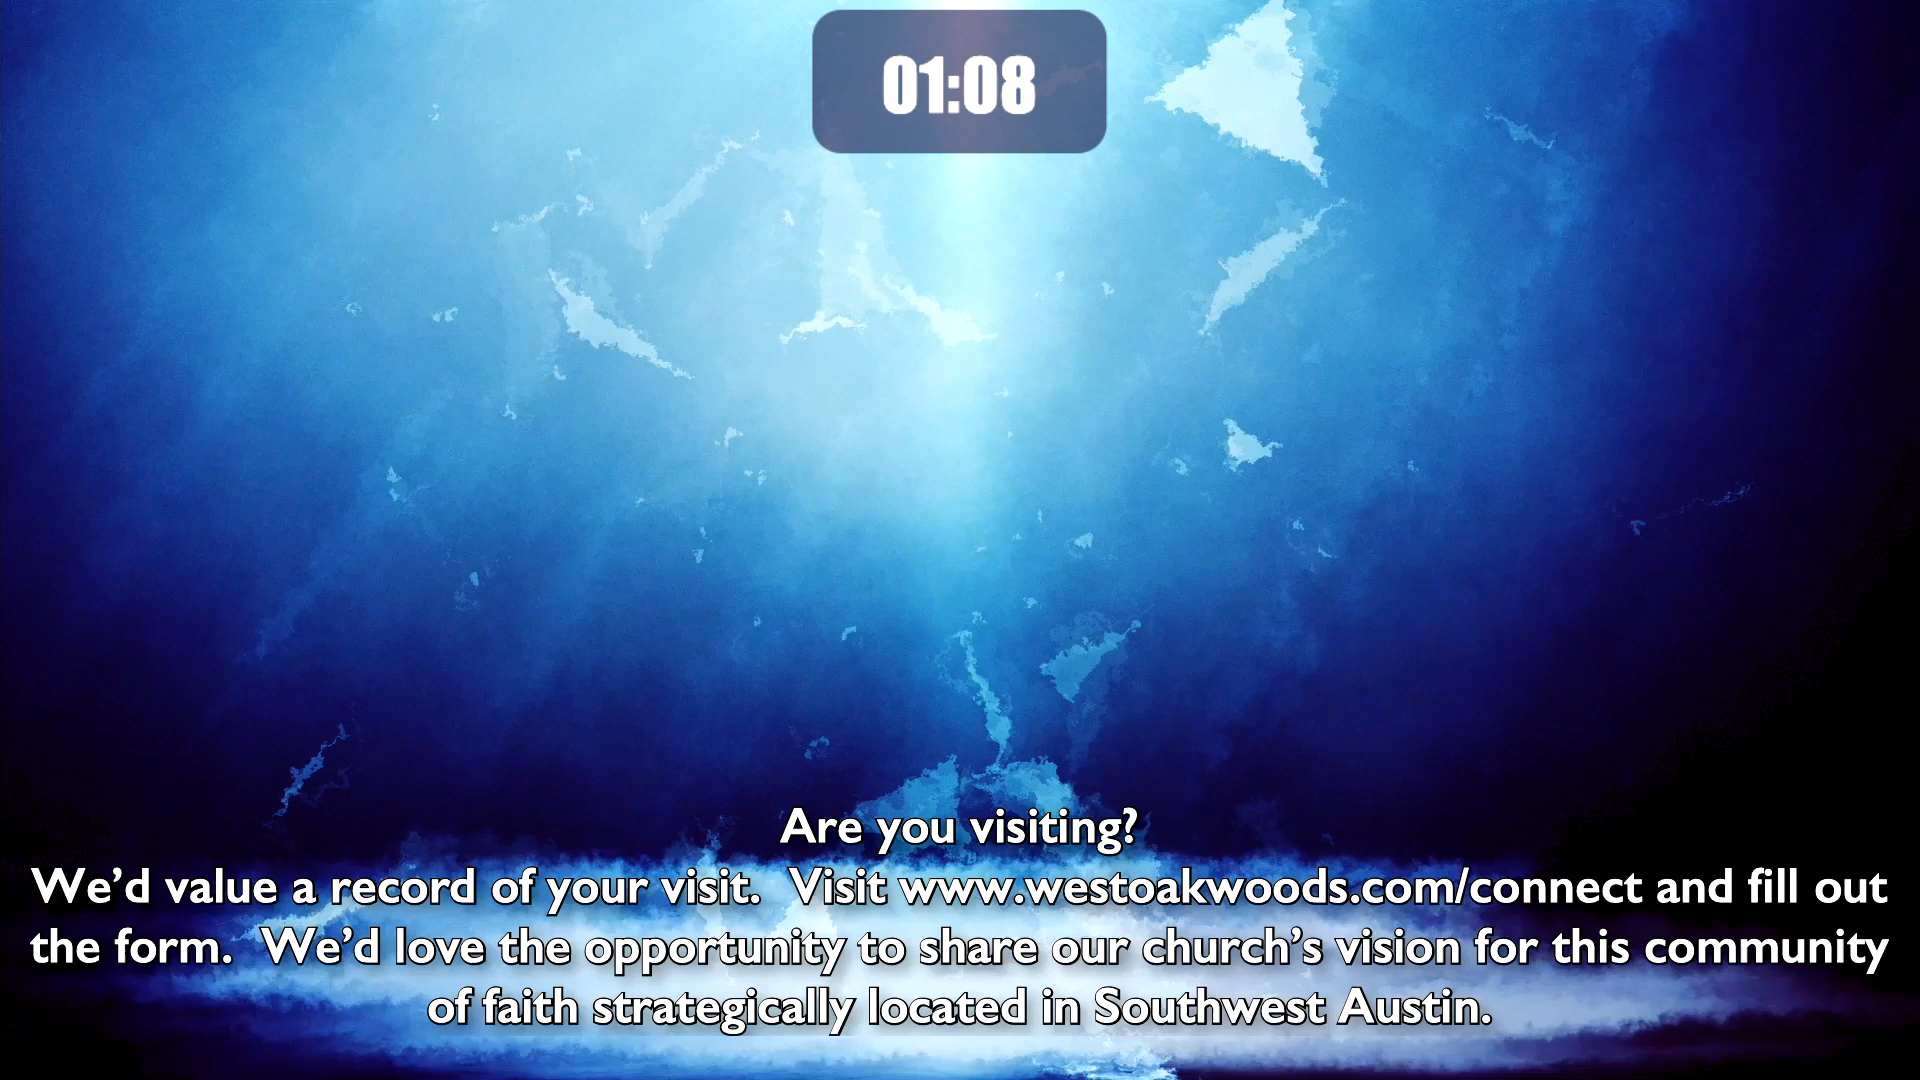 01:08
Are you visiting?
We’d value a record of your visit.  Visit www.westoakwoods.com/connect and fill out
the form.  We’d love the opportunity to share our church’s vision for this community
of faith strategically located in Southwest Austin.